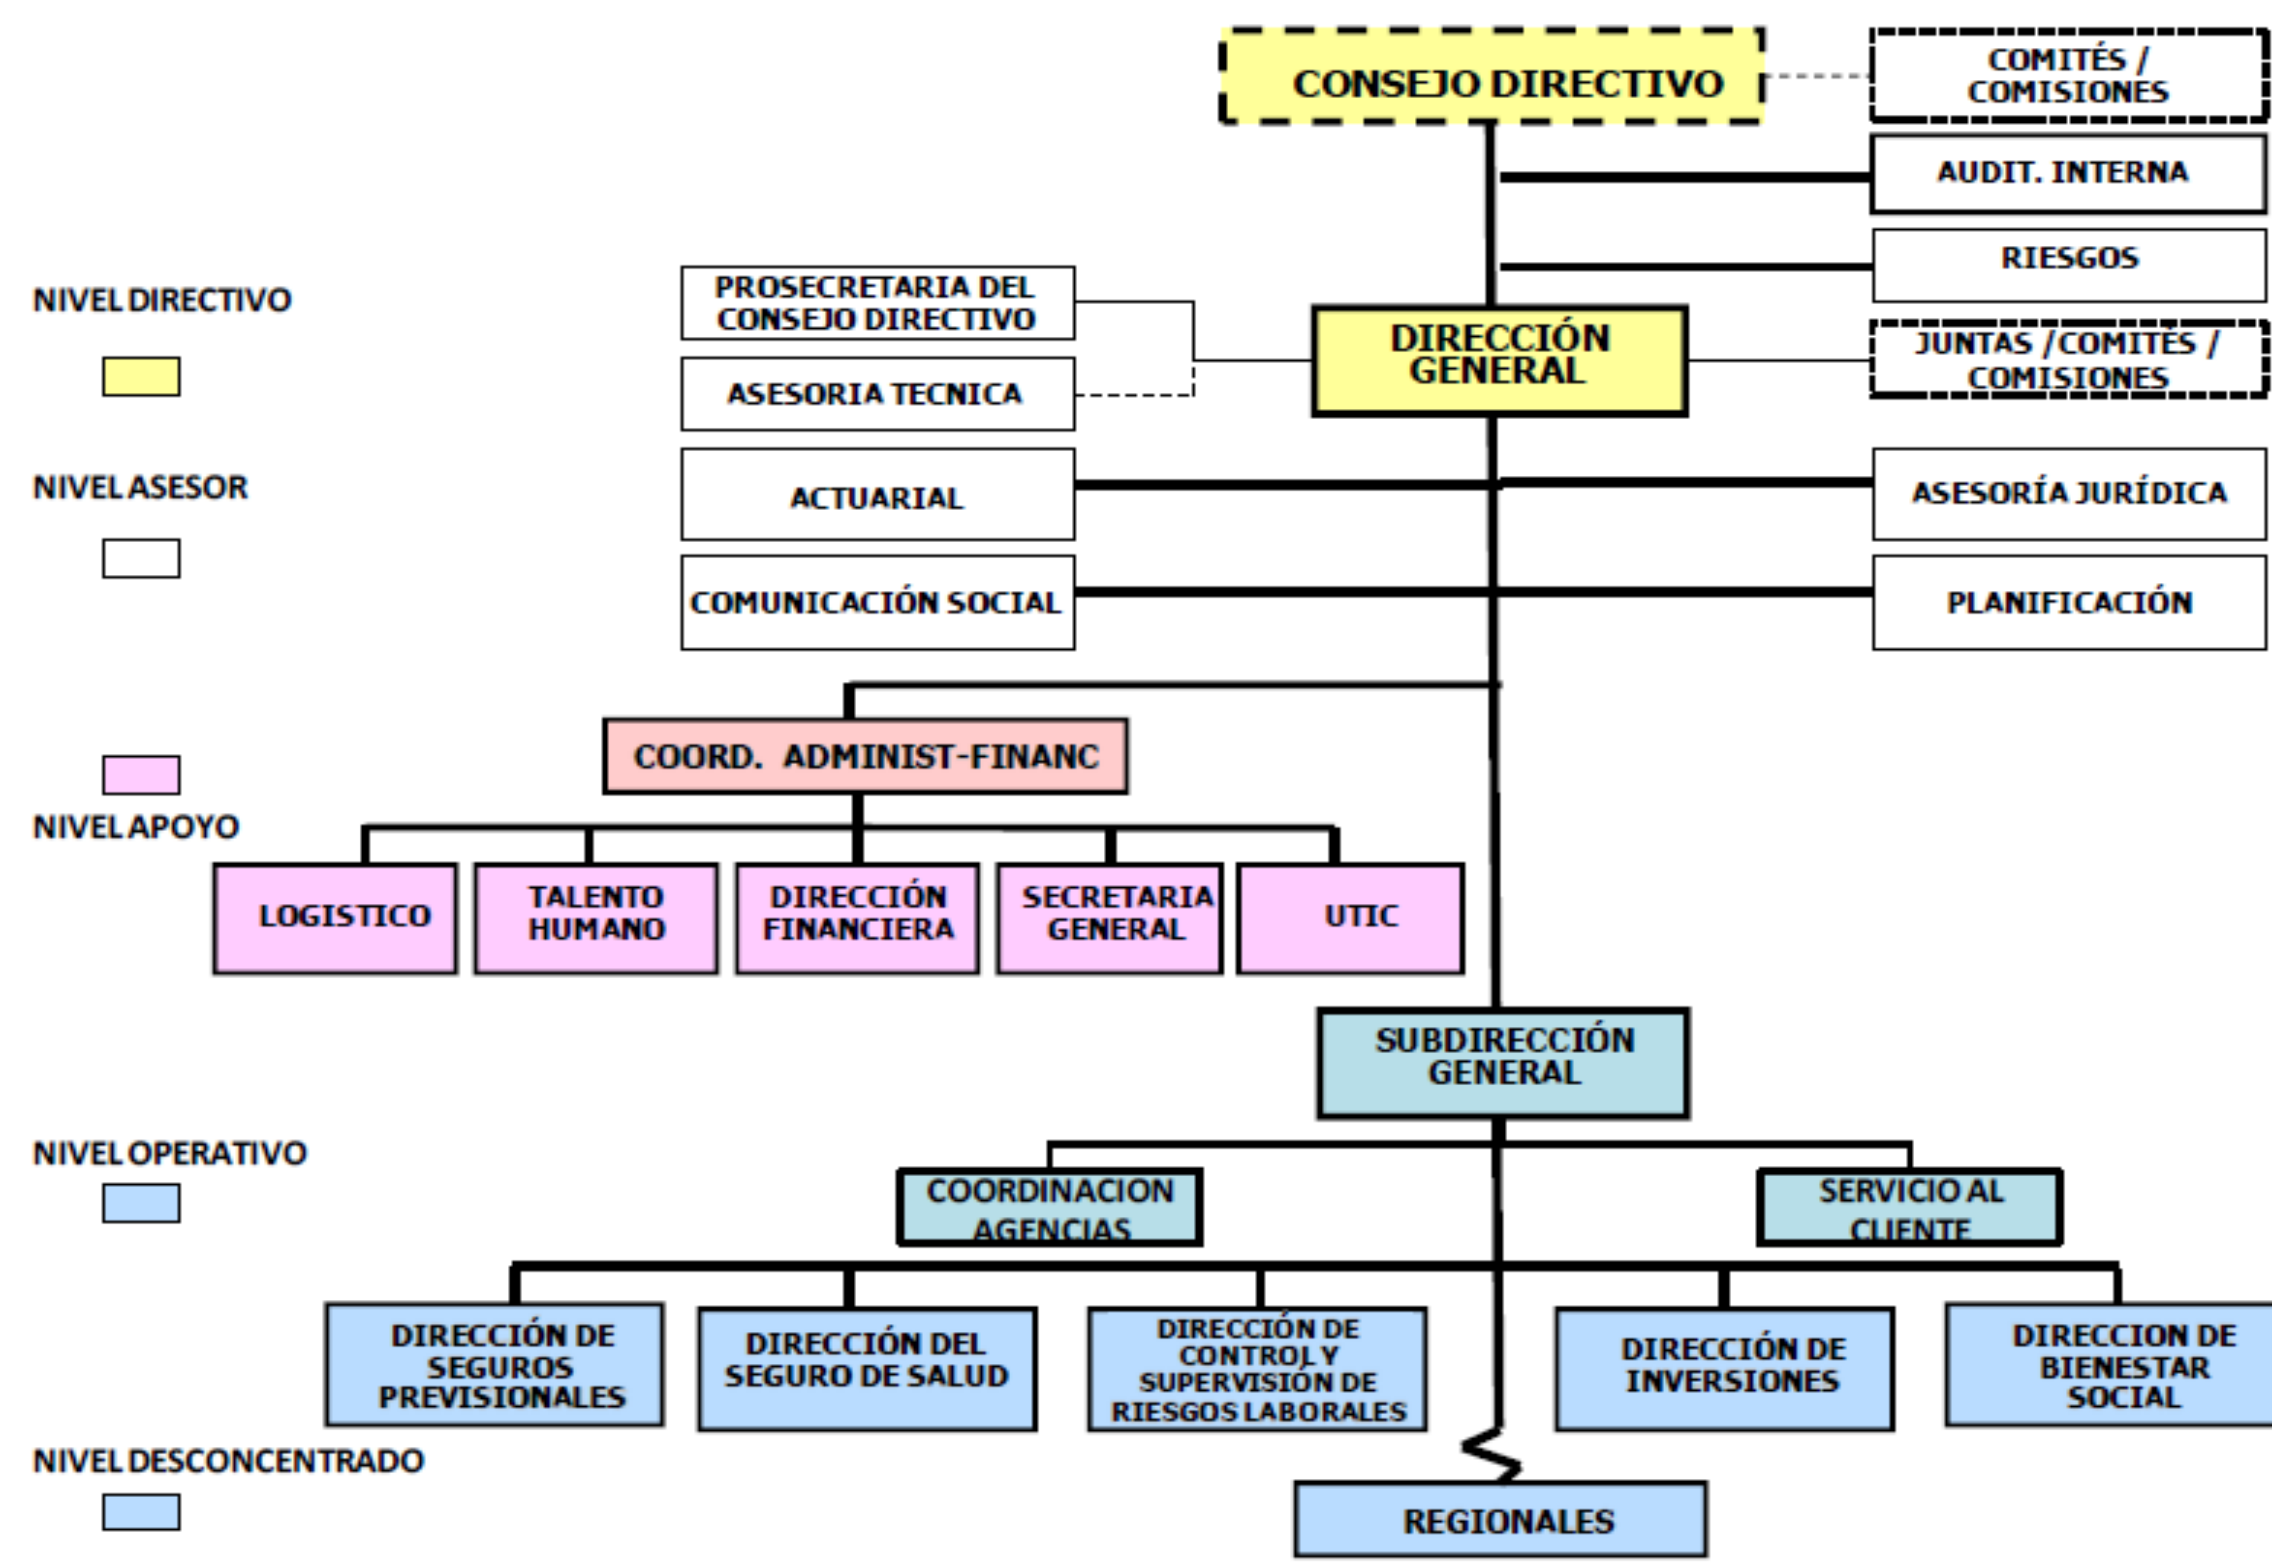 CONSEJO DIRECTIVO
COMITÉS /
COMISIONES
AUDIT. INTERNA
RIESGOS
NIVEL DIRECTIVO
PROSECRETARIA DEL
CONSEJO DIRECTIVO
DIRECCIÓN
GENERAL
JUNTAS /COMITÉS /
COMISIONES
ASESORIA TECNICA
NIVEL ASESOR
ACTUARIAL
ASESORÍA JURÍDICA
COMUNICACIÓN SOCIAL
PLANIFICACIÓN
COORD.  ADMINIST-FINANC
NIVEL APOYO
LOGISTICO
TALENTO
HUMANO
DIRECCIÓN
FINANCIERA
SECRETARIA
GENERAL
UTIC
SUBDIRECCIÓN
GENERAL
NIVEL OPERATIVO
COORDINACION
AGENCIAS
SERVICIO AL
CLIENTE
DIRECCIÓN DE
SEGUROS
PREVISIONALES
DIRECCIÓN DEL
SEGURO DE SALUD
DIRECCIÓN DE
CONTROL Y
SUPERVISIÓN DE
RIESGOS LABORALES
DIRECCIÓN DE
INVERSIONES
DIRECCION DE
BIENESTAR
SOCIAL
NIVEL DESCONCENTRADO
REGIONALES